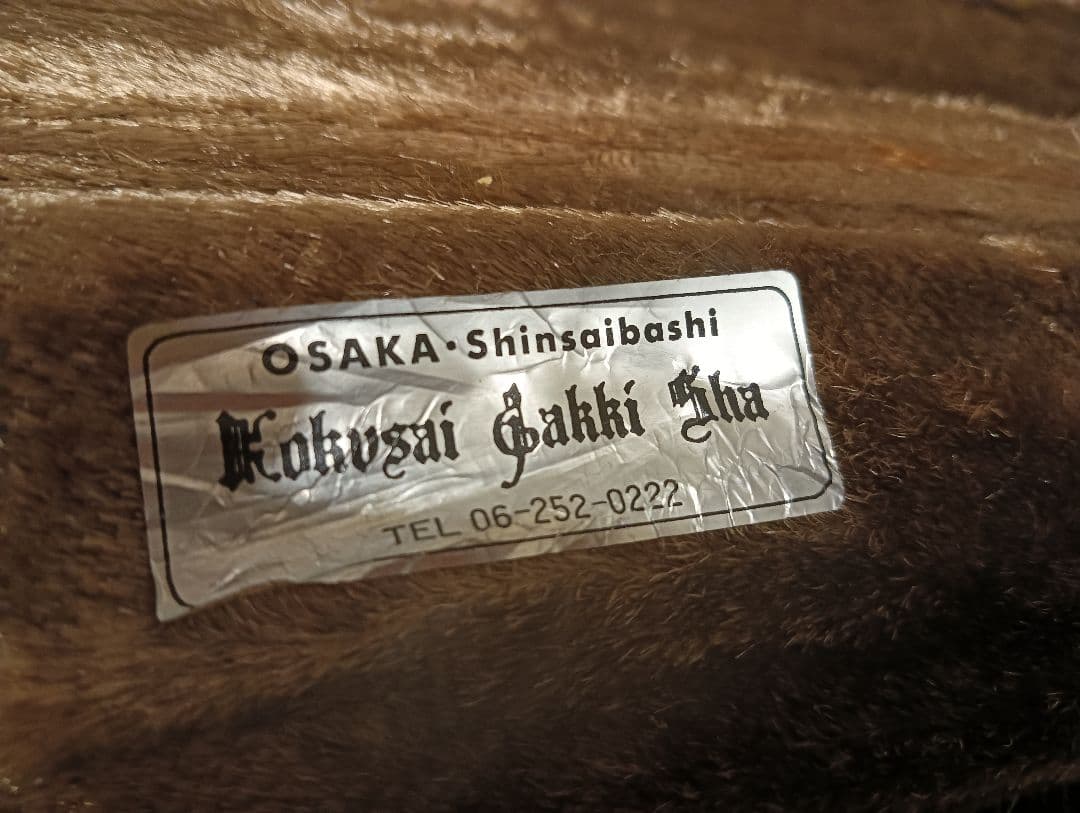 OSAKA·Shinsaibashi
Kokusai Gakki Sha
TEL 06-252-0222